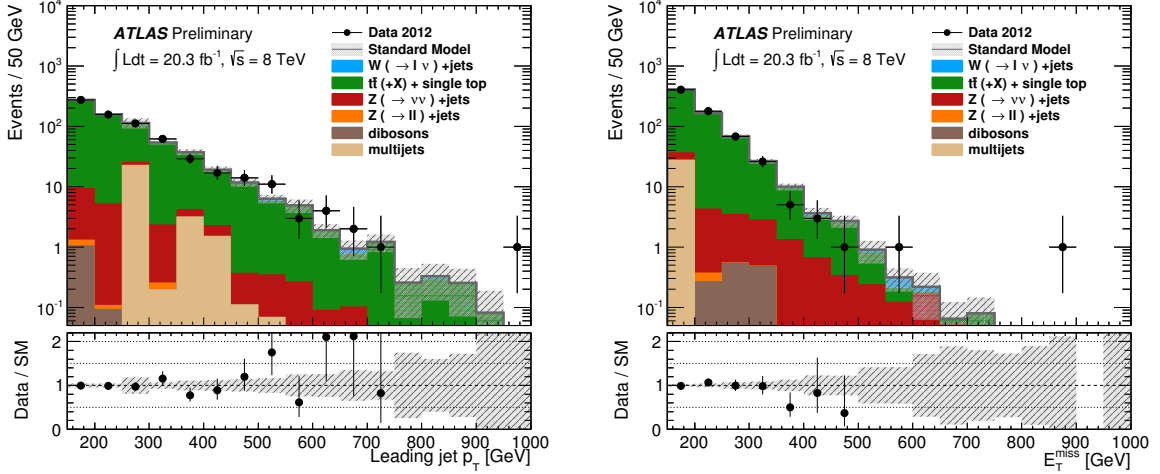 Events / 50 GeV
10⁴
10³
10²
10
1
10⁻¹
ATLAS Preliminary
∫ Ldt = 20.3 fb⁻¹, √s = 8 TeV
Data 2012
Standard Model
W ( → l ν ) +jets
tt̄ (+X) + single top
Z ( → νν ) +jets
Z ( → ll ) +jets
dibosons
multijets
Data / SM
2
1
0
200 300 400 500 600 700 800 900 1000
Leading jet p_T [GeV]
Events / 50 GeV
10⁴
10³
10²
10
1
10⁻¹
ATLAS Preliminary
∫ Ldt = 20.3 fb⁻¹, √s = 8 TeV
Data 2012
Standard Model
W ( → l ν ) +jets
tt̄ (+X) + single top
Z ( → νν ) +jets
Z ( → ll ) +jets
dibosons
multijets
Data / SM
2
1
0
200 300 400 500 600 700 800 900 1000
E_T^miss [GeV]